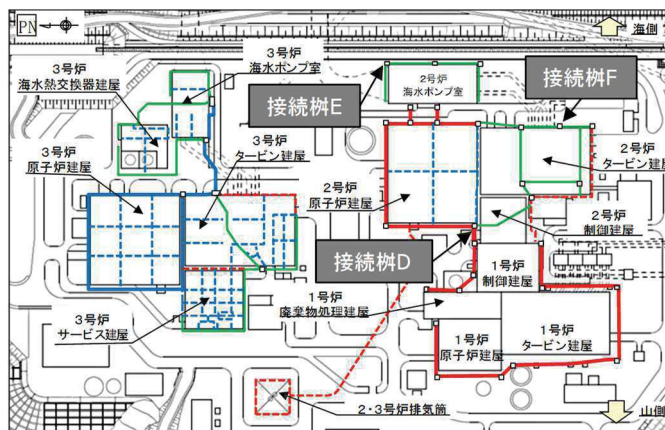 PN
海側
3号炉
海水ポンプ室
3号炉
海水熱交換器建屋
2号炉
海水ポンプ室
接続桝E
接続桝F
3号炉
原子炉建屋
3号炉
タービン建屋
2号炉
原子炉建屋
2号炉
タービン建屋
2号炉
制御建屋
接続桝D
1号炉
制御建屋
1号炉
廃棄物処理建屋
3号炉
サービス建屋
1号炉
原子炉建屋
1号炉
タービン建屋
2・3号炉排気筒
山側